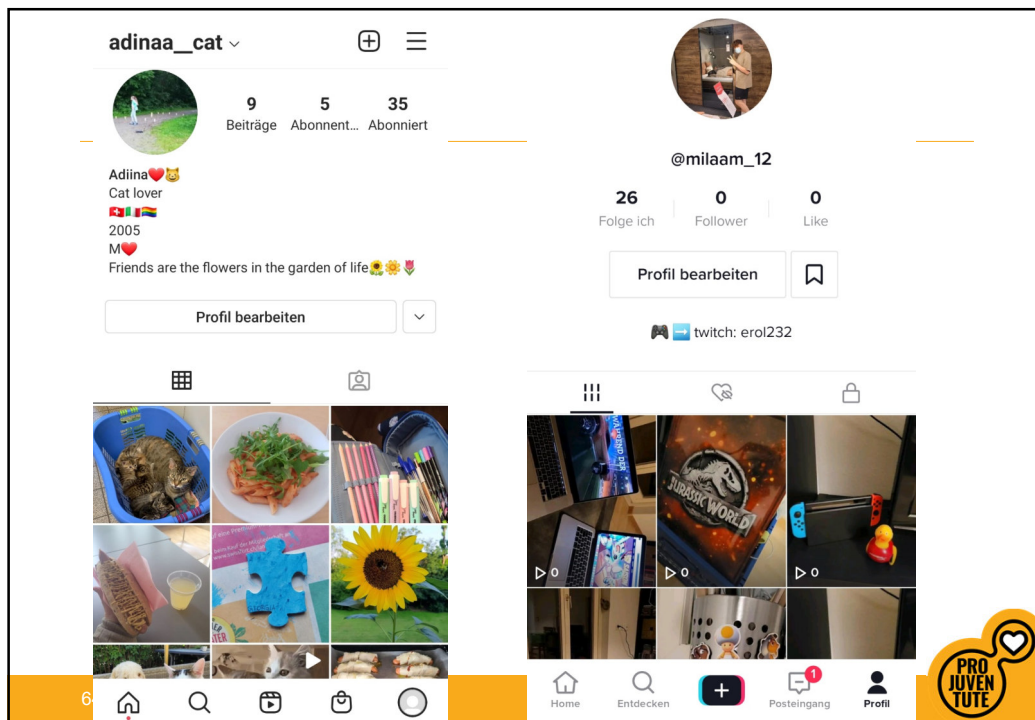 adinaa__cat
9 5 35
Beiträge Abonnent... Abonniert
Adiina❤️😸
Cat lover
🇨🇭🇮🇹🏳️‍🌈
2005
M❤️
Friends are the flowers in the garden of life🌻🌼🌷
Profil bearbeiten
@milaam_12
26 0 0
Folge ich Follower Like
Profil bearbeiten
🎮➡️ twitch: erol232
WÄHREND DER
JURASSIC WORLD
0 0 0
1
Home Entdecken Posteingang Profil
PRO
JUVEN
TUTE